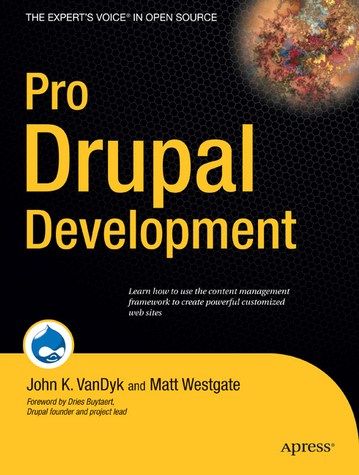 THE EXPERT'S VOICE® IN OPEN SOURCE
Pro
Drupal
Development
Learn how to use the content management
framework to create powerful customized
web sites
John K. VanDyk and Matt Westgate
Foreword by Dries Buytaert,
Drupal founder and project lead
Apress®